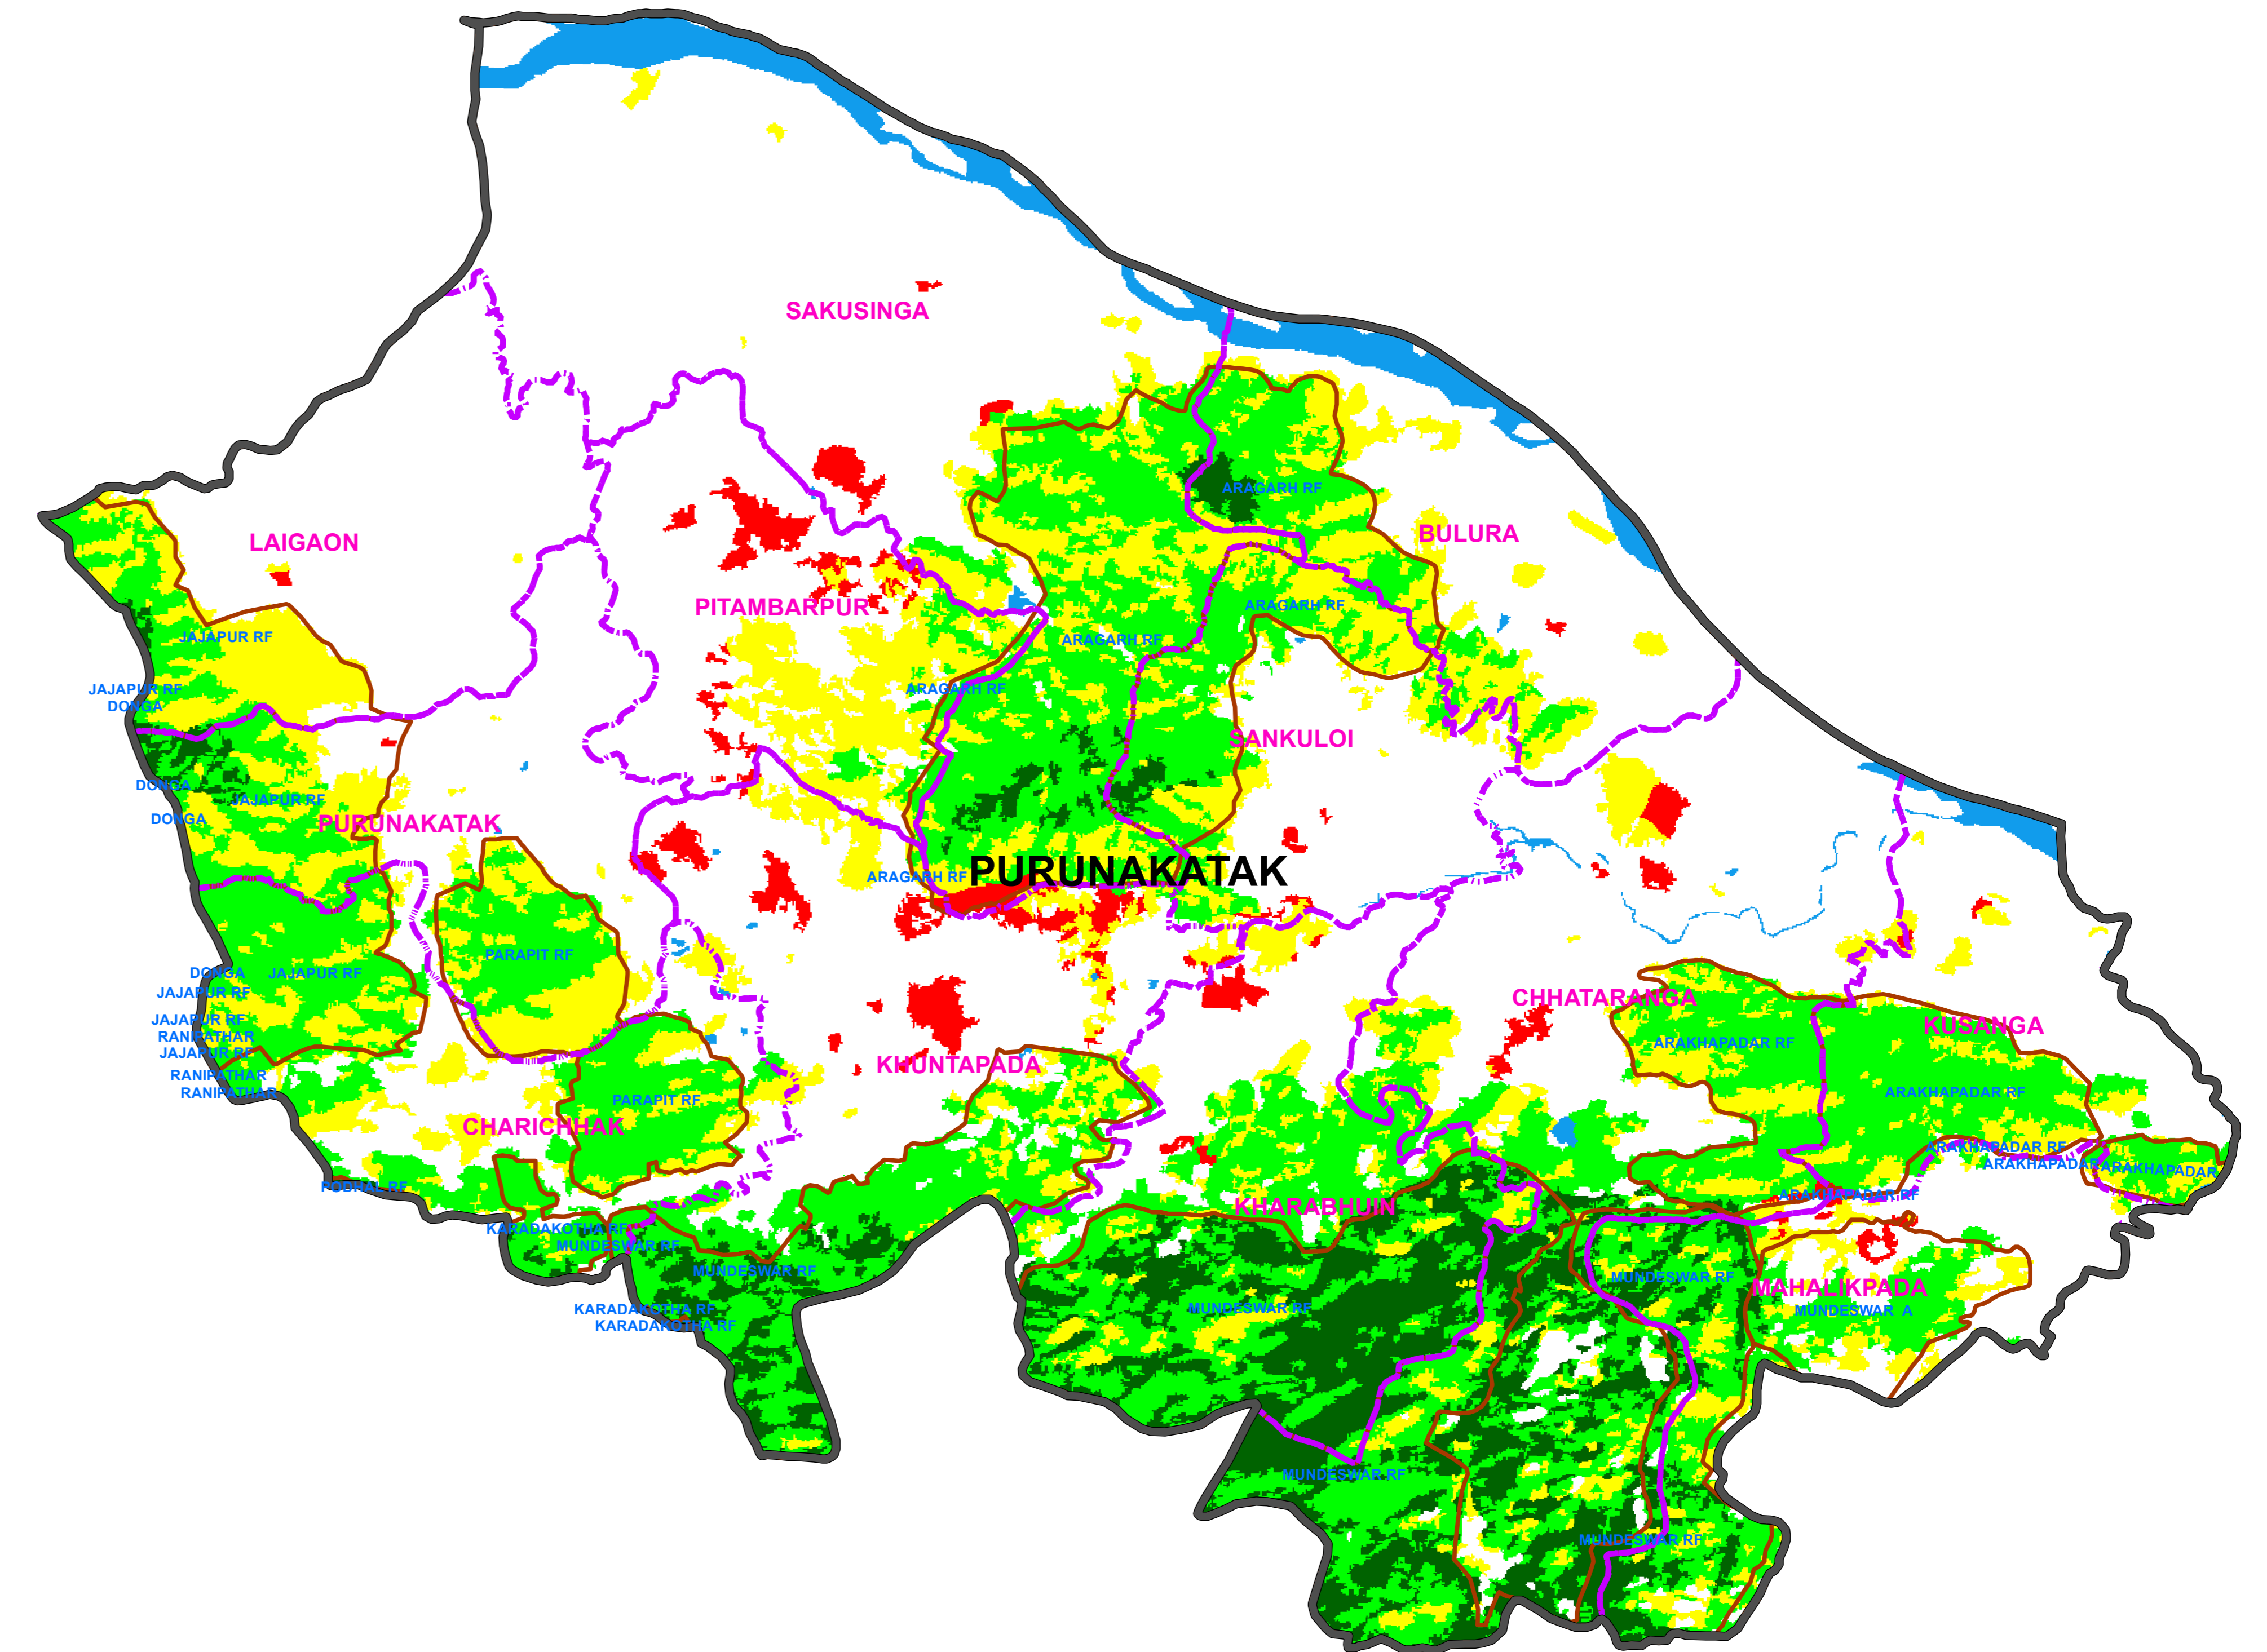 SAKUSINGA
ARAGARH RF
BULURA
LAIGAON
PITAMBARPUR
ARAGARH RF
JAJAPUR RF
ARAGARH RF
JAJAPUR RF
ARAGARH RF
DONGA
SANKULOI
DONGA
JAJAPUR RF
DONGA
PURUNAKATAK
PURUNAKATAK
ARAGARH RF
PARAPIT RF
DONGA
JAJAPUR RF
JAJAPUR RF
CHHATARANGA
JAJAPUR RF
KUSANGA
RANIPATHAR
ARAKHAPADAR RF
JAJAPUR RF
KHUNTAPADA
RANIPATHAR
RANIPATHAR
ARAKHAPADAR RF
PARAPIT RF
CHARICHHAK
ARAKHAPADAR RF
ARAKHAPADAR
ARAKHAPADAR
PODHAL RF
ARAKHAPADAR RF
KHARABHUIN
KARADAKOTHA RF
MUNDESWAR RF
MUNDESWAR RF
MUNDESWAR RF
MAHALIKPADA
KARADAKOTHA RF
MUNDESWAR RF
MUNDESWAR A
KARADAKOTHA RF
MUNDESWAR RF
MUNDESWAR RF